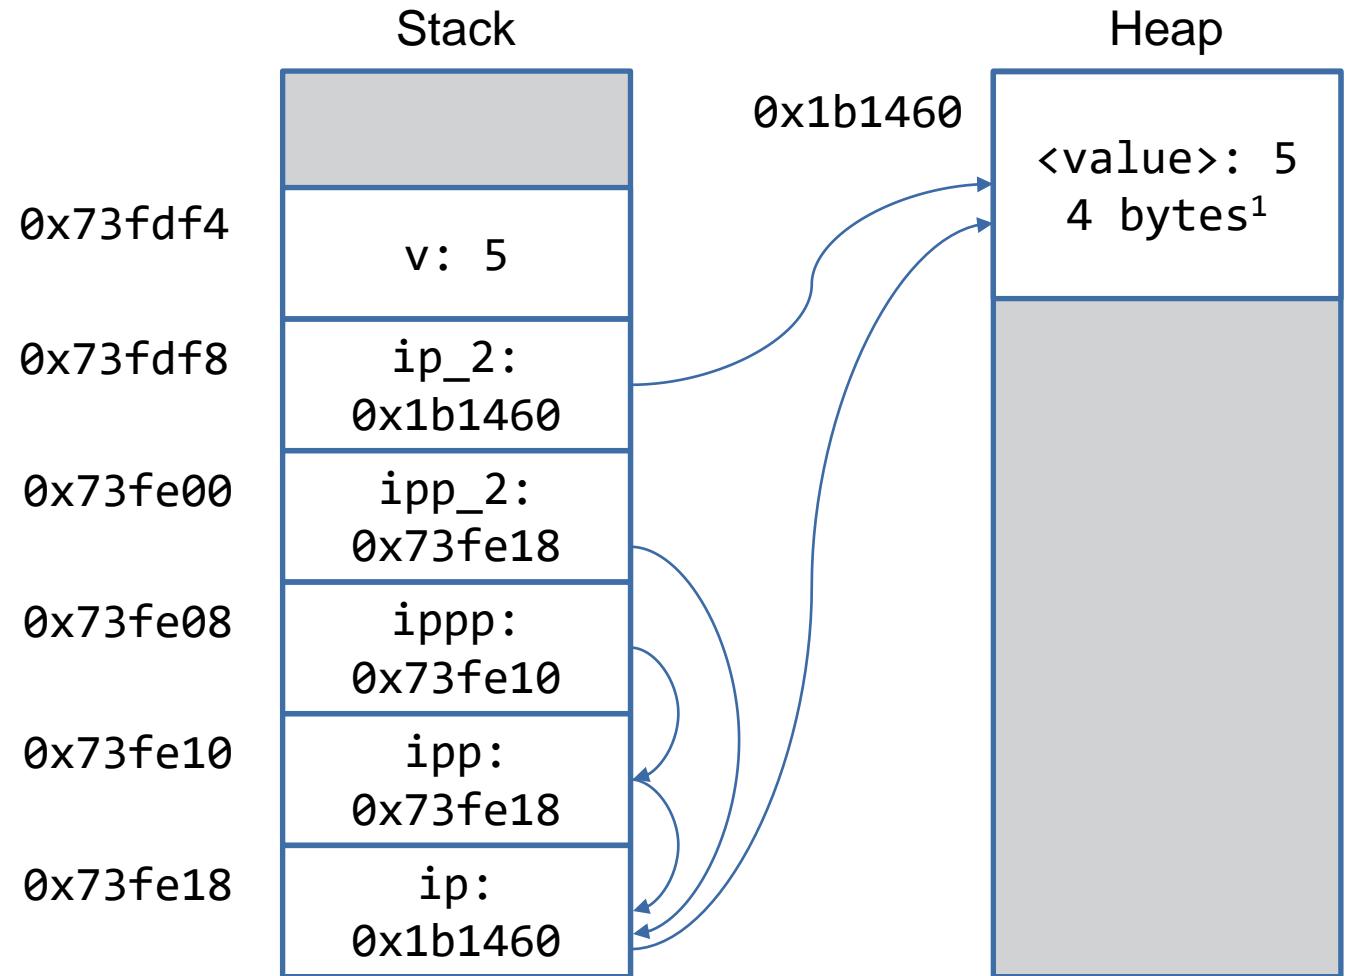 Stack
Heap
0x1b1460
<value>: 5
4 bytes¹
0x73fdf4
v: 5
0x73fdf8
ip_2:
0x1b1460
0x73fe00
ipp_2:
0x73fe18
0x73fe08
ippp:
0x73fe10
0x73fe10
ipp:
0x73fe18
0x73fe18
ip:
0x1b1460